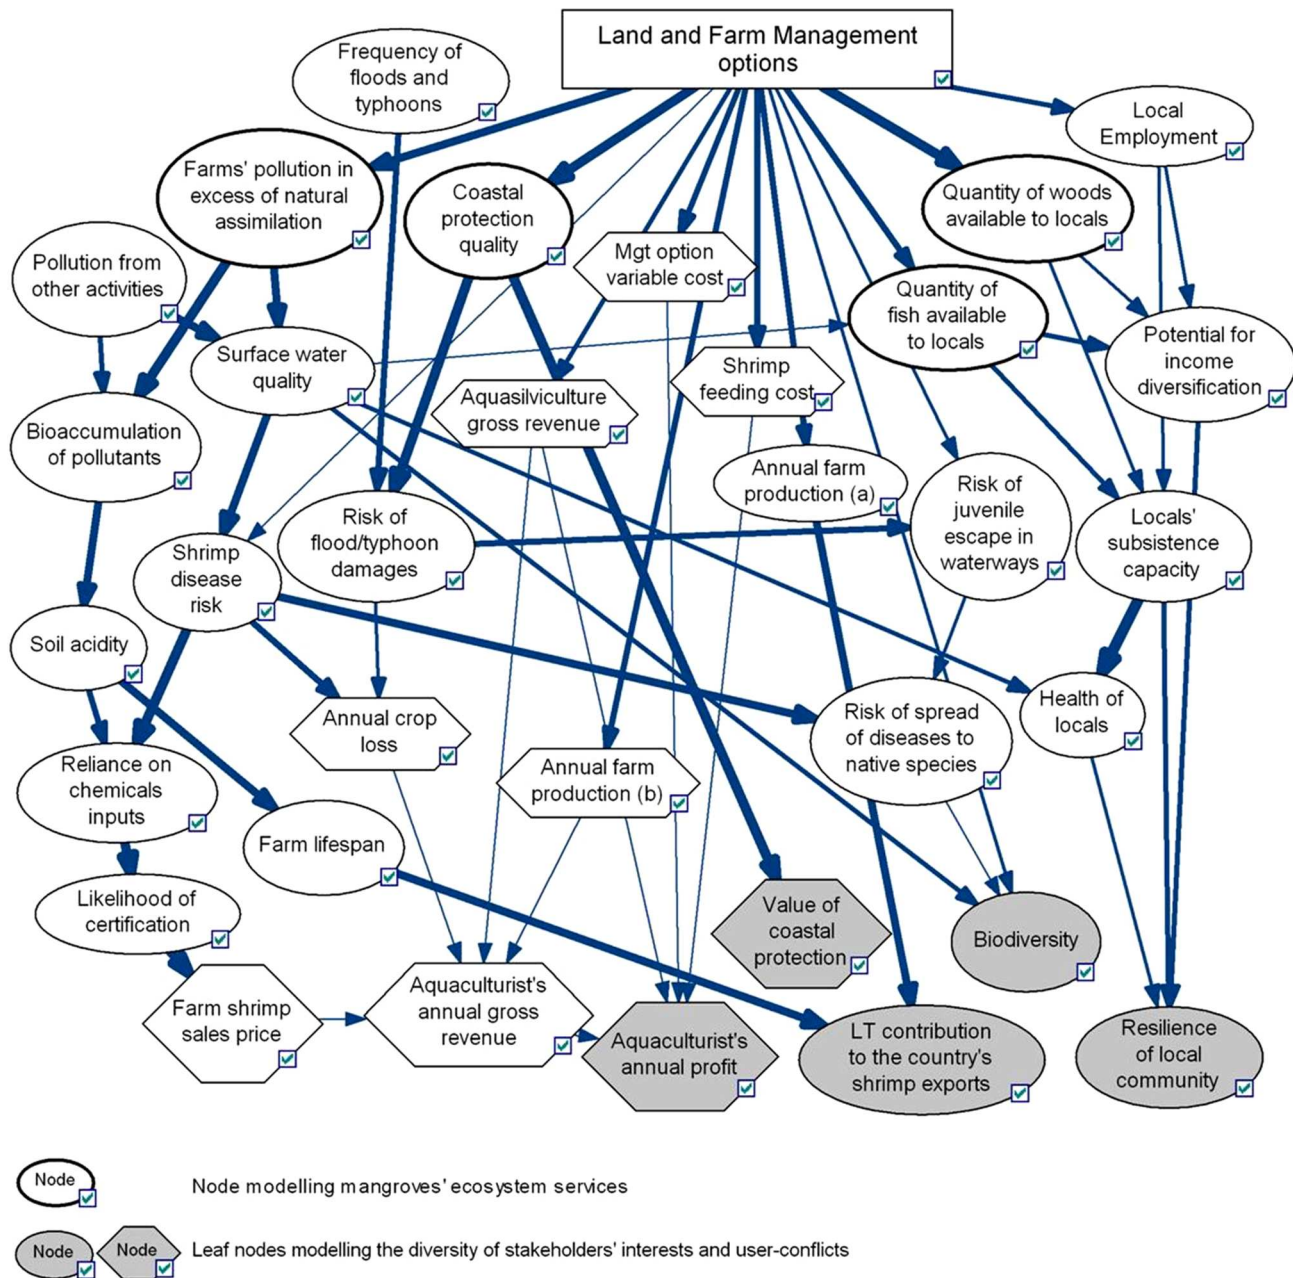 Land and Farm Management
options
Frequency of
floods and
typhoons
Local
Employment
Farms' pollution in
excess of natural
assimilation
Coastal
protection
quality
Quantity of woods
available to locals
Mgt option
variable cost
Pollution from
other activities
Quantity of
fish available
to locals
Potential for
income
diversification
Surface water
quality
Shrimp
feeding cost
Aquasilviculture
gross revenue
Bioaccumulation
of pollutants
Annual farm
production (a)
Risk of
juvenile
escape in
waterways
Risk of
flood/typhoon
damages
Locals'
subsistence
capacity
Shrimp
disease
risk
Soil acidity
Annual crop
loss
Risk of spread
of diseases to
native species
Health of
locals
Reliance on
chemicals
inputs
Annual farm
production (b)
Farm lifespan
Likelihood of
certification
Value of
coastal
protection
Biodiversity
Farm shrimp
sales price
Aquaculturist's
annual gross
revenue
Aquaculturist's
annual profit
LT contribution
to the country's
shrimp exports
Resilience
of local
community
Node
Node modelling mangroves' ecosystem services
Node
Node
Leaf nodes modelling the diversity of stakeholders' interests and user-conflicts